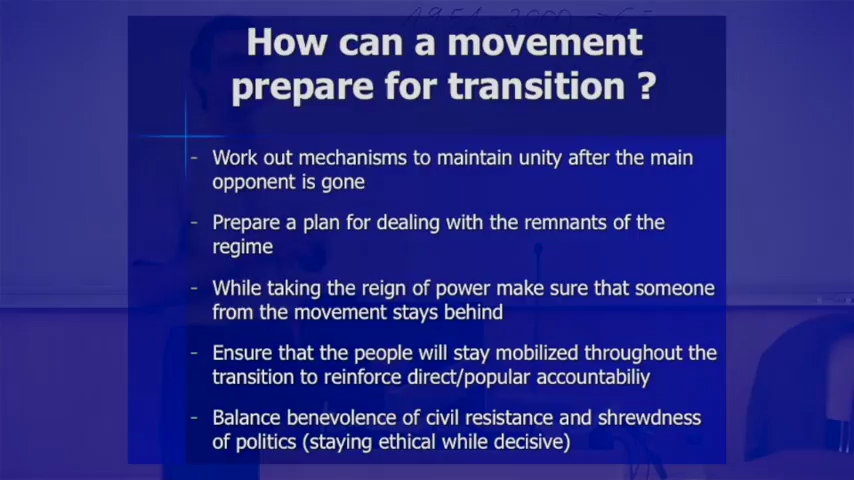 How can a movement
prepare for transition ?
- Work out mechanisms to maintain unity after the main
opponent is gone
- Prepare a plan for dealing with the remnants of the
regime
- While taking the reign of power make sure that someone
from the movement stays behind
- Ensure that the people will stay mobilized throughout the
transition to reinforce direct/popular accountabiliy
- Balance benevolence of civil resistance and shrewdness
of politics (staying ethical while decisive)